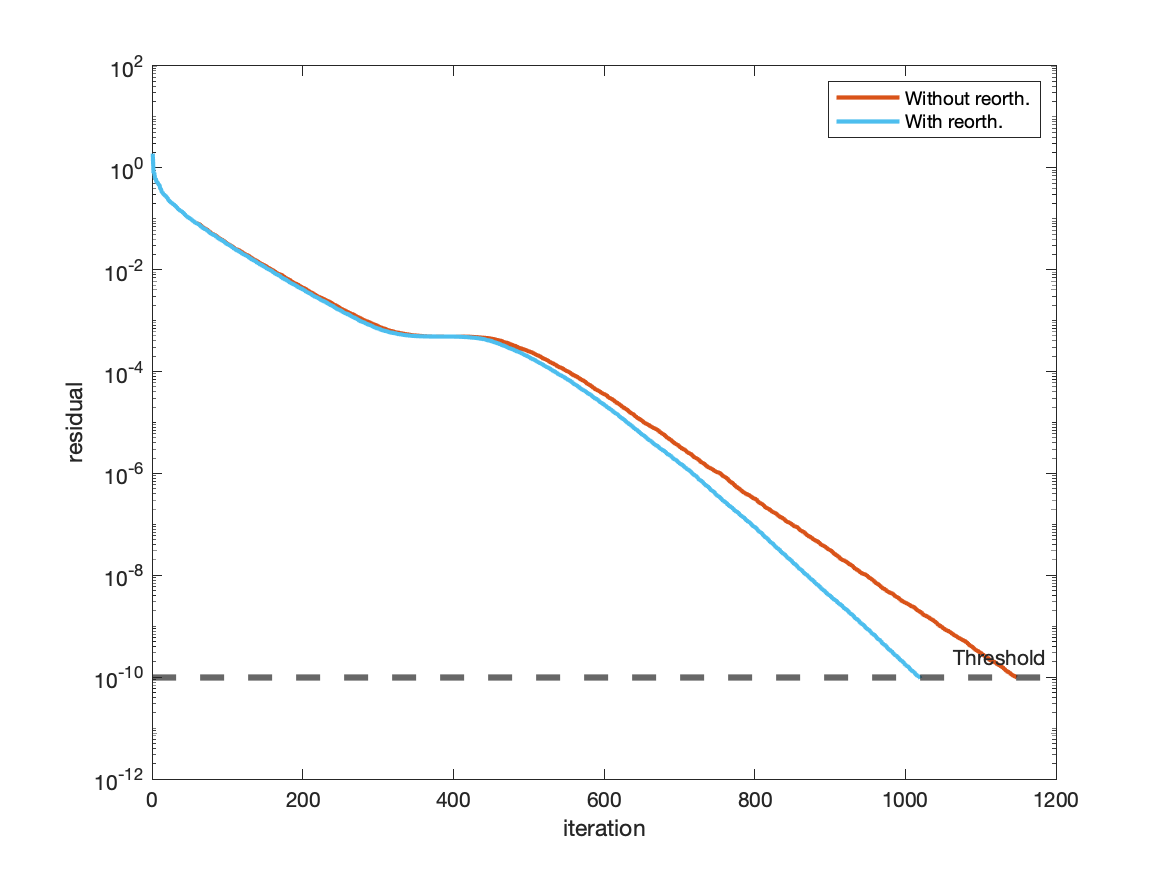 10^2
10^0
10^-2
10^-4
10^-6
10^-8
10^-10
10^-12
residual
Without reorth.
With reorth.
Threshold
0 200 400 600 800 1000 1200
iteration